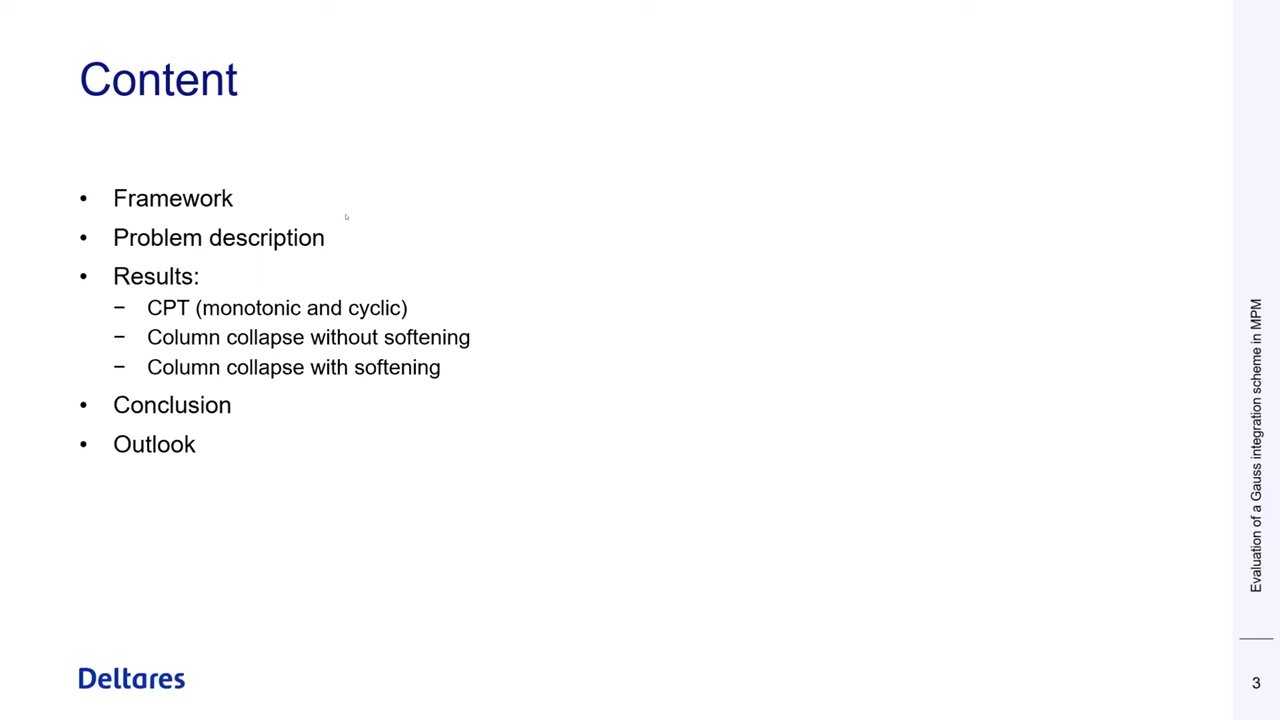 Content
• Framework
• Problem description
• Results:
− CPT (monotonic and cyclic)
− Column collapse without softening
− Column collapse with softening
• Conclusion
• Outlook
Evaluation of a Gauss integration scheme in MPM
Deltares
3